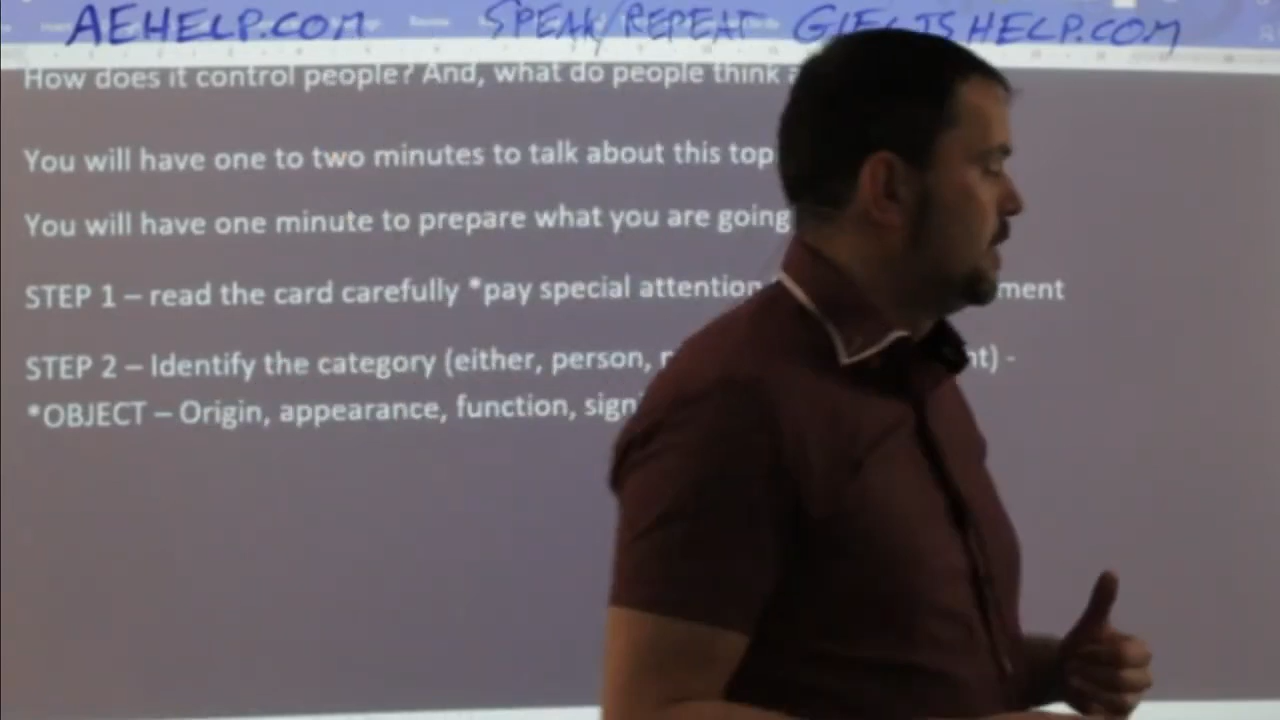 AEHELP.COM SPEAK/REPEAT GIELTSHELP.COM
How does it control people? And, what do people think
You will have one to two minutes to talk about this top
You will have one minute to prepare what you are going
STEP 1 – read the card carefully *pay special attention ment
STEP 2 – Identify the category (either, person, nt) -
*OBJECT – Origin, appearance, function, sign